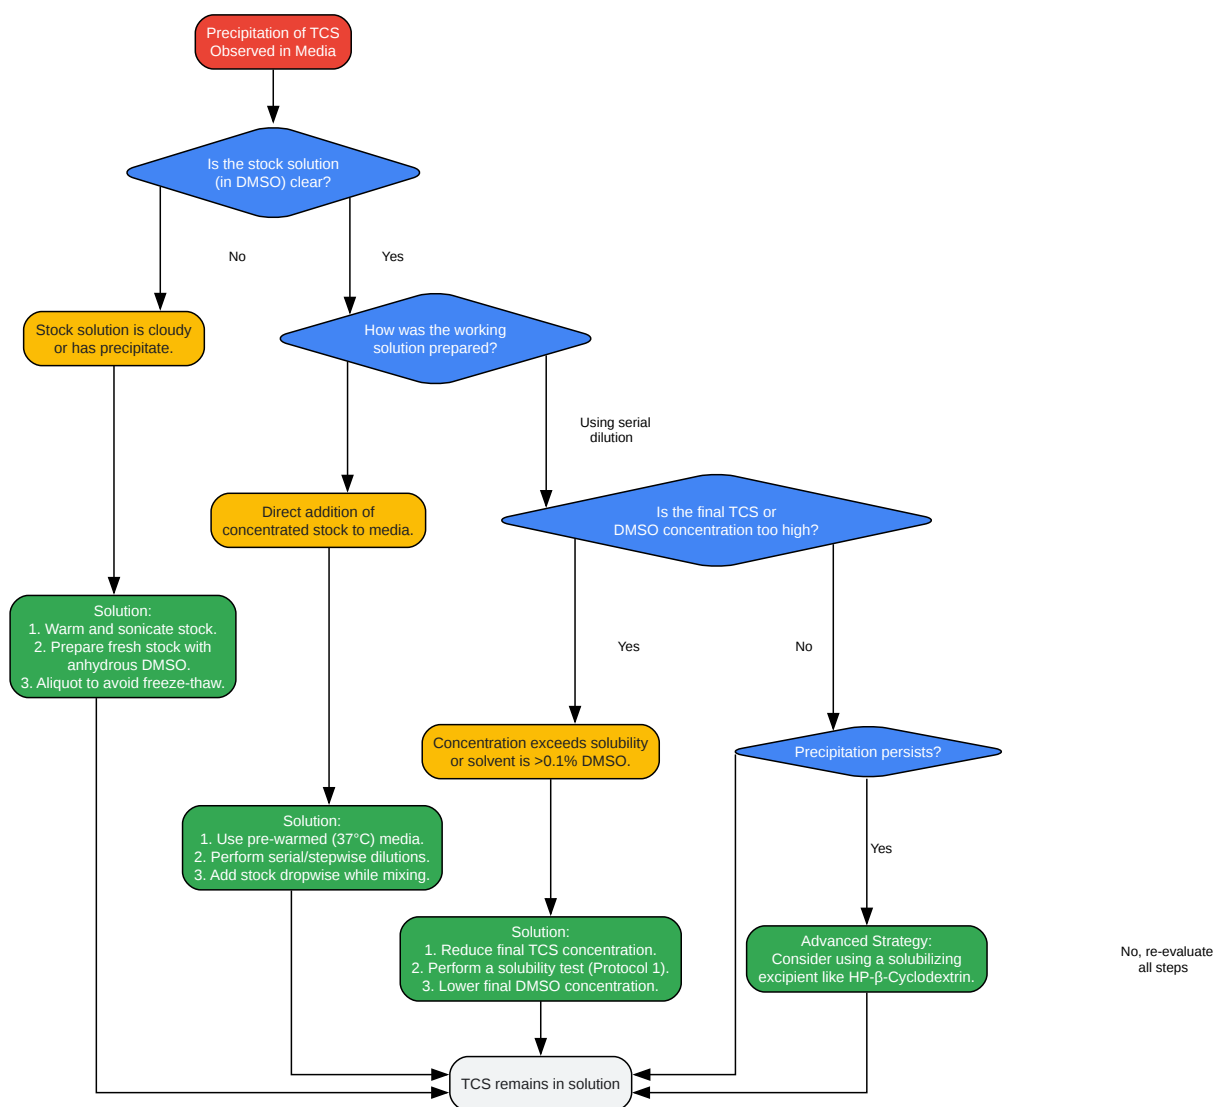 Precipitation of TCS
Observed in Media
Is the stock solution
(in DMSO) clear?
No
Yes
Stock solution is cloudy
or has precipitate.
How was the working
solution prepared?
Using serial
dilution
Direct addition of
concentrated stock to media.
Is the final TCS or
DMSO concentration too high?
Solution:
1. Warm and sonicate stock.
2. Prepare fresh stock with
anhydrous DMSO.
3. Aliquot to avoid freeze-thaw.
Yes
No
Concentration exceeds solubility
or solvent is >0.1% DMSO.
Precipitation persists?
Solution:
1. Use pre-warmed (37°C) media.
2. Perform serial/stepwise dilutions.
3. Add stock dropwise while mixing.
Yes
Solution:
1. Reduce final TCS concentration.
2. Perform a solubility test (Protocol 1).
3. Lower final DMSO concentration.
Advanced Strategy:
Consider using a solubilizing
excipient like HP-β-Cyclodextrin.
No, re-evaluate
all steps
TCS remains in solution